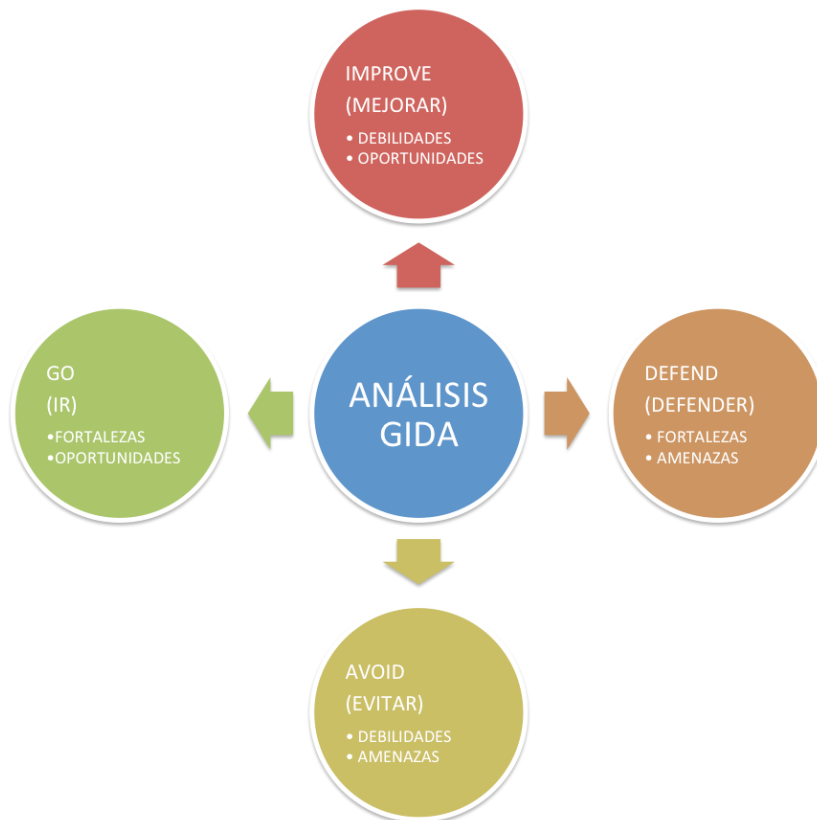 IMPROVE
(MEJORAR)
• DEBILIDADES
• OPORTUNIDADES
GO
(IR)
•FORTALEZAS
•OPORTUNIDADES
ANÁLISIS
GIDA
DEFEND
(DEFENDER)
• FORTALEZAS
• AMENAZAS
AVOID
(EVITAR)
• DEBILIDADES
• AMENAZAS